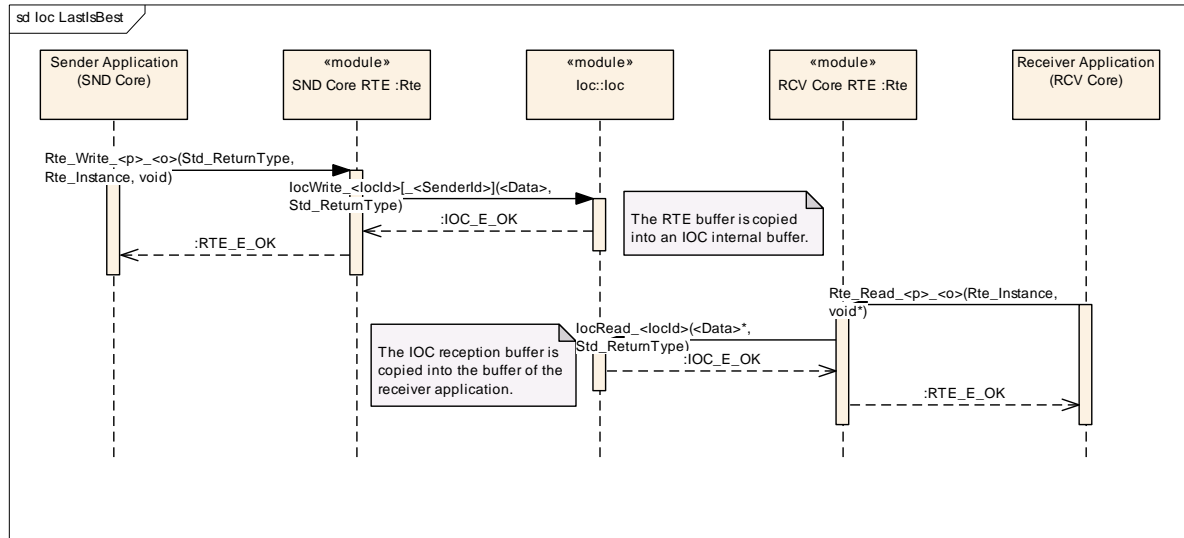 sd Ioc LastIsBest
Sender Application
(SND Core)
«module»
SND Core RTE :Rte
«module»
Ioc::Ioc
«module»
RCV Core RTE :Rte
Receiver Application
(RCV Core)
Rte_Write_<p>_<o>(Std_ReturnType,
Rte_Instance, void)
IocWrite_<IocId>[_<SenderId>](<Data>,
Std_ReturnType)
:IOC_E_OK
:RTE_E_OK
The RTE buffer is copied
into an IOC internal buffer.
Rte_Read_<p>_<o>(Rte_Instance,
void*)
IocRead_<IocId>(<Data>*,
Std_ReturnType)
:IOC_E_OK
The IOC reception buffer is
copied into the buffer of the
receiver application.
:RTE_E_OK